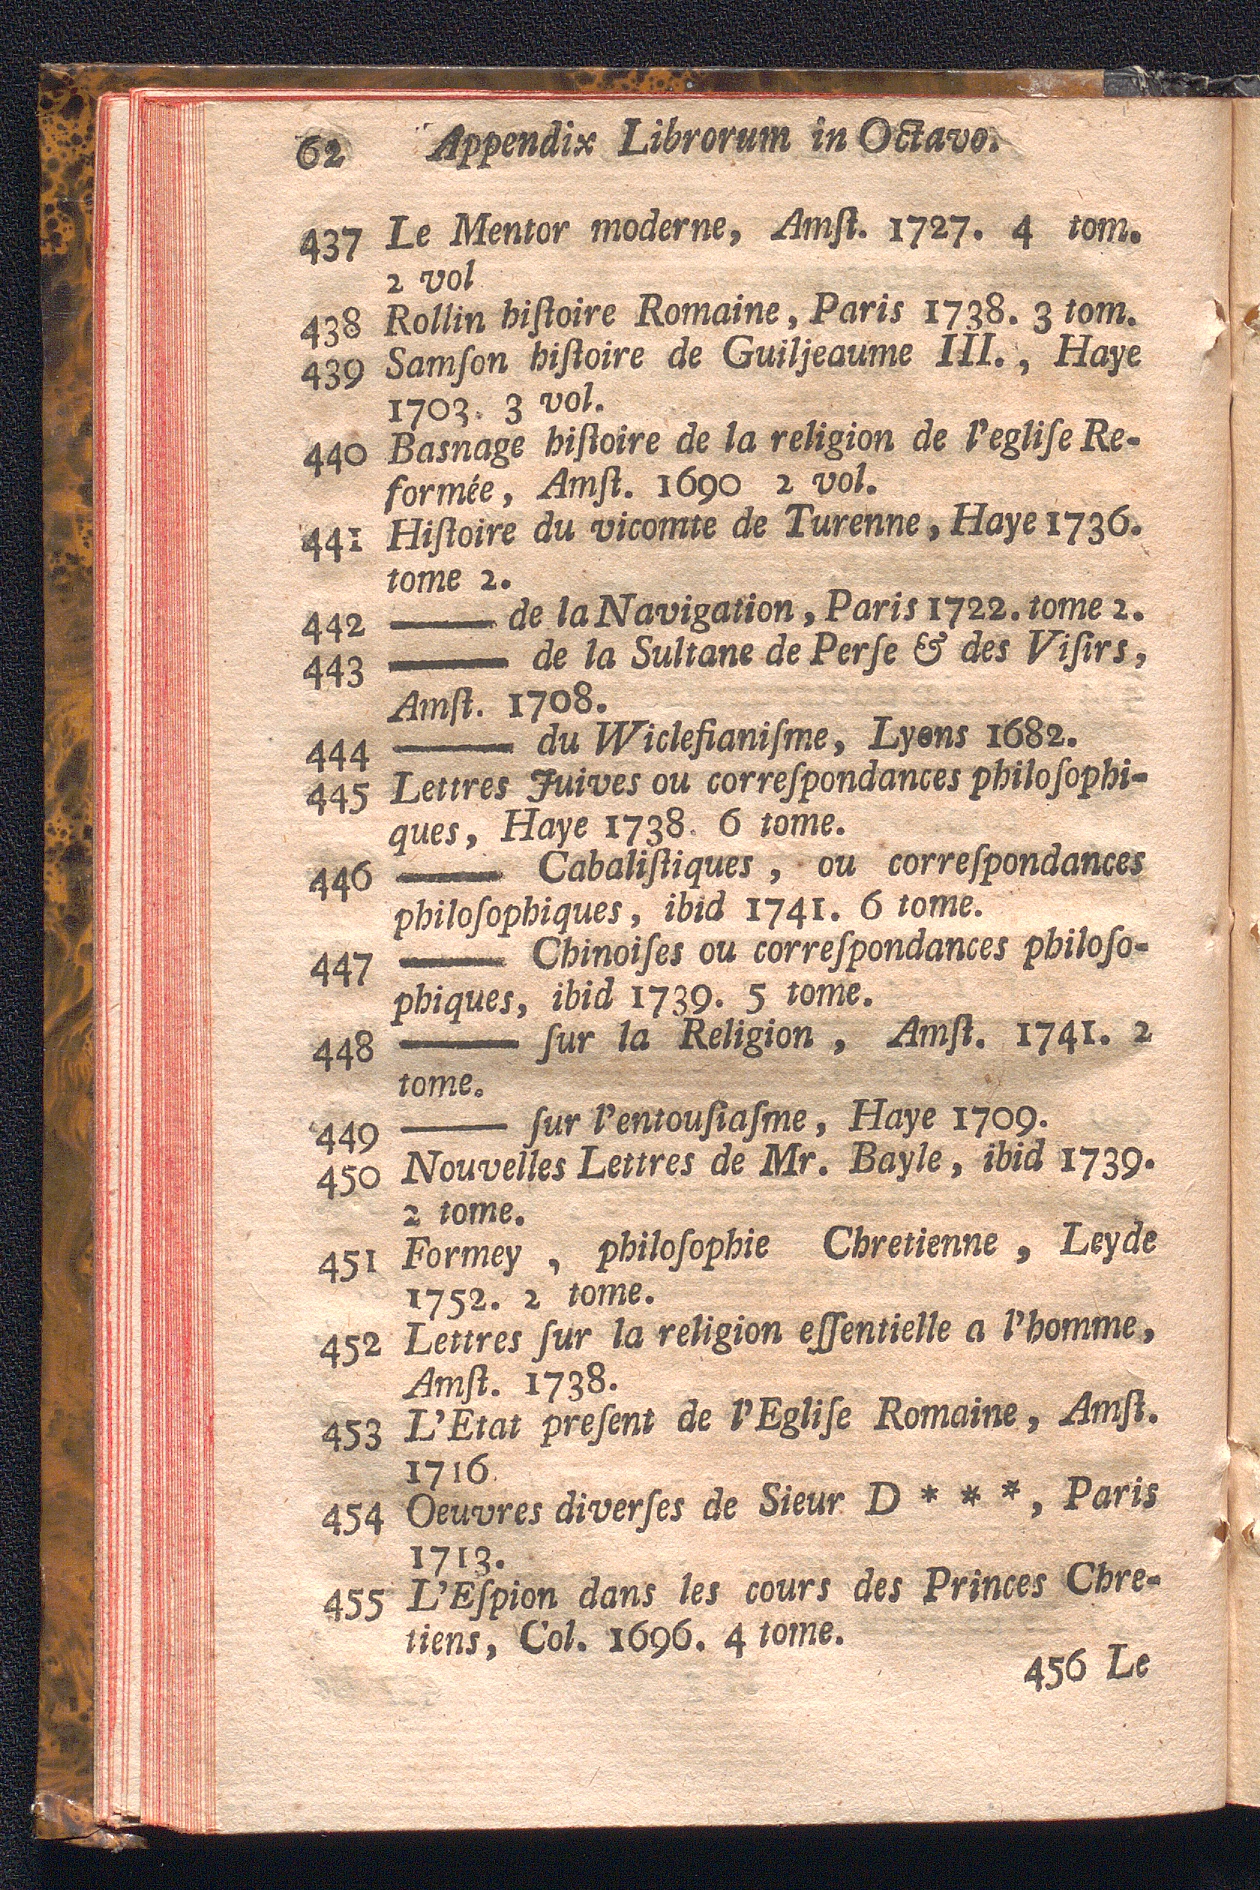 62 Appendix Librorum in Octavo.
437 Le Mentor moderne, Amſt. 1727. 4 tom.
2 vol
438 Rollin hiſtoire Romaine, Paris 1738. 3 tom.
439 Samſon hiſtoire de Guiljeaume III., Haye
1703. 3 vol.
440 Basnage hiſtoire de la religion de l'egliſe Re-
formée, Amſt. 1690 2 vol.
441 Hiſtoire du vicomte de Turenne, Haye 1736.
tome 2.
442 —— de la Navigation, Paris 1722. tome 2.
443 —— de la Sultane de Perſe & des Viſirs,
Amſt. 1708.
444 —— du Wiclefianiſme, Lyons 1682.
445 Lettres Juives ou correſpondances philoſophi-
ques, Haye 1738. 6 tome.
446 —— Cabaliſtiques, ou correſpondances
philoſophiques, ibid 1741. 6 tome.
447 —— Chinoiſes ou correſpondances philoſo-
phiques, ibid 1739. 5 tome.
448 —— ſur la Religion, Amſt. 1741. 2
tome.
449 —— ſur l'entouſiaſme, Haye 1709.
450 Nouvelles Lettres de Mr. Bayle, ibid 1739.
2 tome.
451 Formey, philoſophie Chretienne, Leyde
1752. 2 tome.
452 Lettres ſur la religion eſſentielle a l'homme,
Amſt. 1738.
453 L'Etat preſent de l'Egliſe Romaine, Amſt.
1716.
454 Oeuvres diverſes de Sieur D * * *, Paris
1713.
455 L'Eſpion dans les cours des Princes Chre-
tiens, Col. 1696. 4 tome.
456 Le